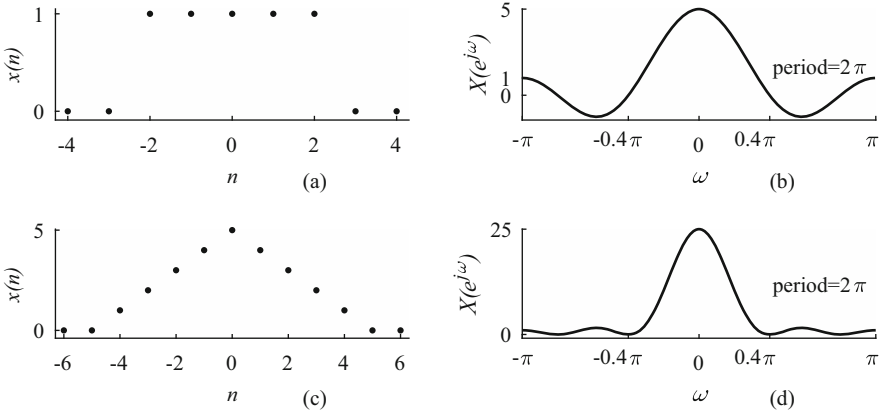 1
0
x(n)
-4 -2 0 2 4
n (a)
5
1
0
X(e^{jω})
period=2π
-π -0.4π 0 0.4π π
ω (b)
5
0
x(n)
-6 -4 -2 0 2 4 6
n (c)
25
0
X(e^{jω})
period=2π
-π -0.4π 0 0.4π π
ω (d)